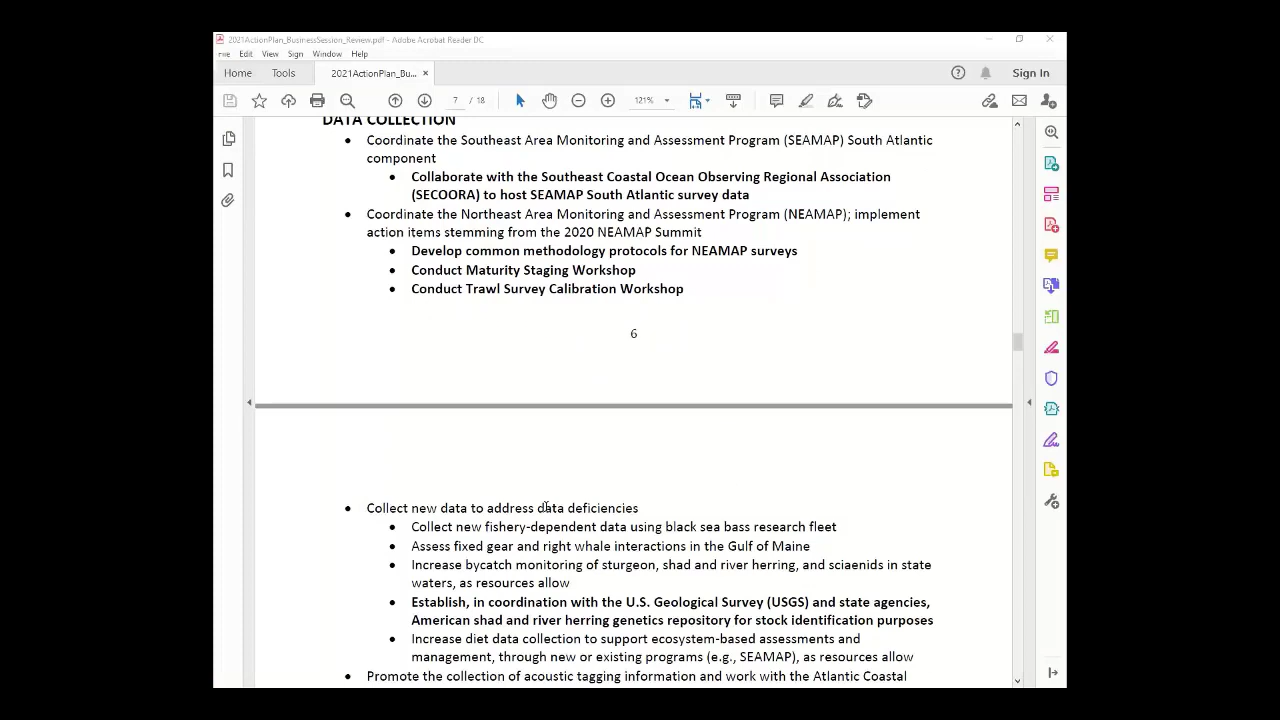 2021ActionPlan_BusinessSession_Review.pdf - Adobe Acrobat Reader DC
File Edit View Sign Window Help
Home Tools 2021ActionPlan_Bu... × Sign In
7 / 18 121%
DATA COLLECTION
• Coordinate the Southeast Area Monitoring and Assessment Program (SEAMAP) South Atlantic
component
• Collaborate with the Southeast Coastal Ocean Observing Regional Association
(SECOORA) to host SEAMAP South Atlantic survey data
• Coordinate the Northeast Area Monitoring and Assessment Program (NEAMAP); implement
action items stemming from the 2020 NEAMAP Summit
• Develop common methodology protocols for NEAMAP surveys
• Conduct Maturity Staging Workshop
• Conduct Trawl Survey Calibration Workshop
6
• Collect new data to address data deficiencies
• Collect new fishery-dependent data using black sea bass research fleet
• Assess fixed gear and right whale interactions in the Gulf of Maine
• Increase bycatch monitoring of sturgeon, shad and river herring, and sciaenids in state
waters, as resources allow
• Establish, in coordination with the U.S. Geological Survey (USGS) and state agencies,
American shad and river herring genetics repository for stock identification purposes
• Increase diet data collection to support ecosystem-based assessments and
management, through new or existing programs (e.g., SEAMAP), as resources allow
• Promote the collection of acoustic tagging information and work with the Atlantic Coastal